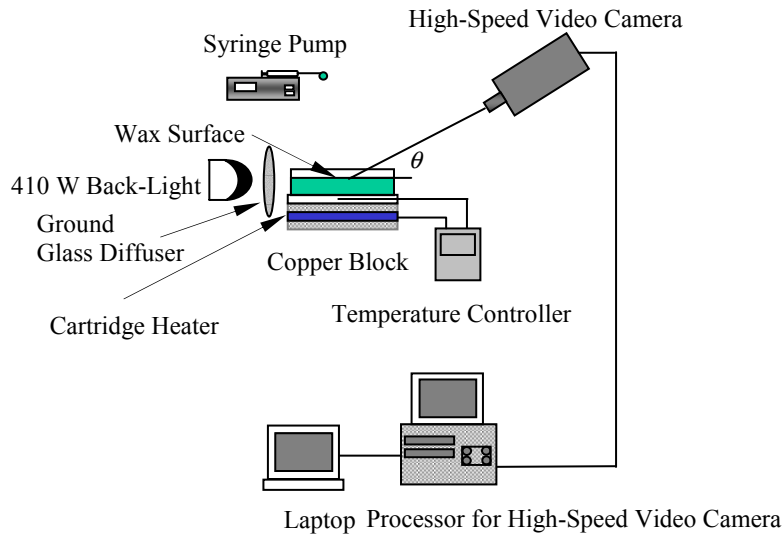 High-Speed Video Camera
Syringe Pump
Wax Surface
θ
410 W Back-Light
Ground
Glass Diffuser
Copper Block
Cartridge Heater
Temperature Controller
Laptop
Processor for High-Speed Video Camera